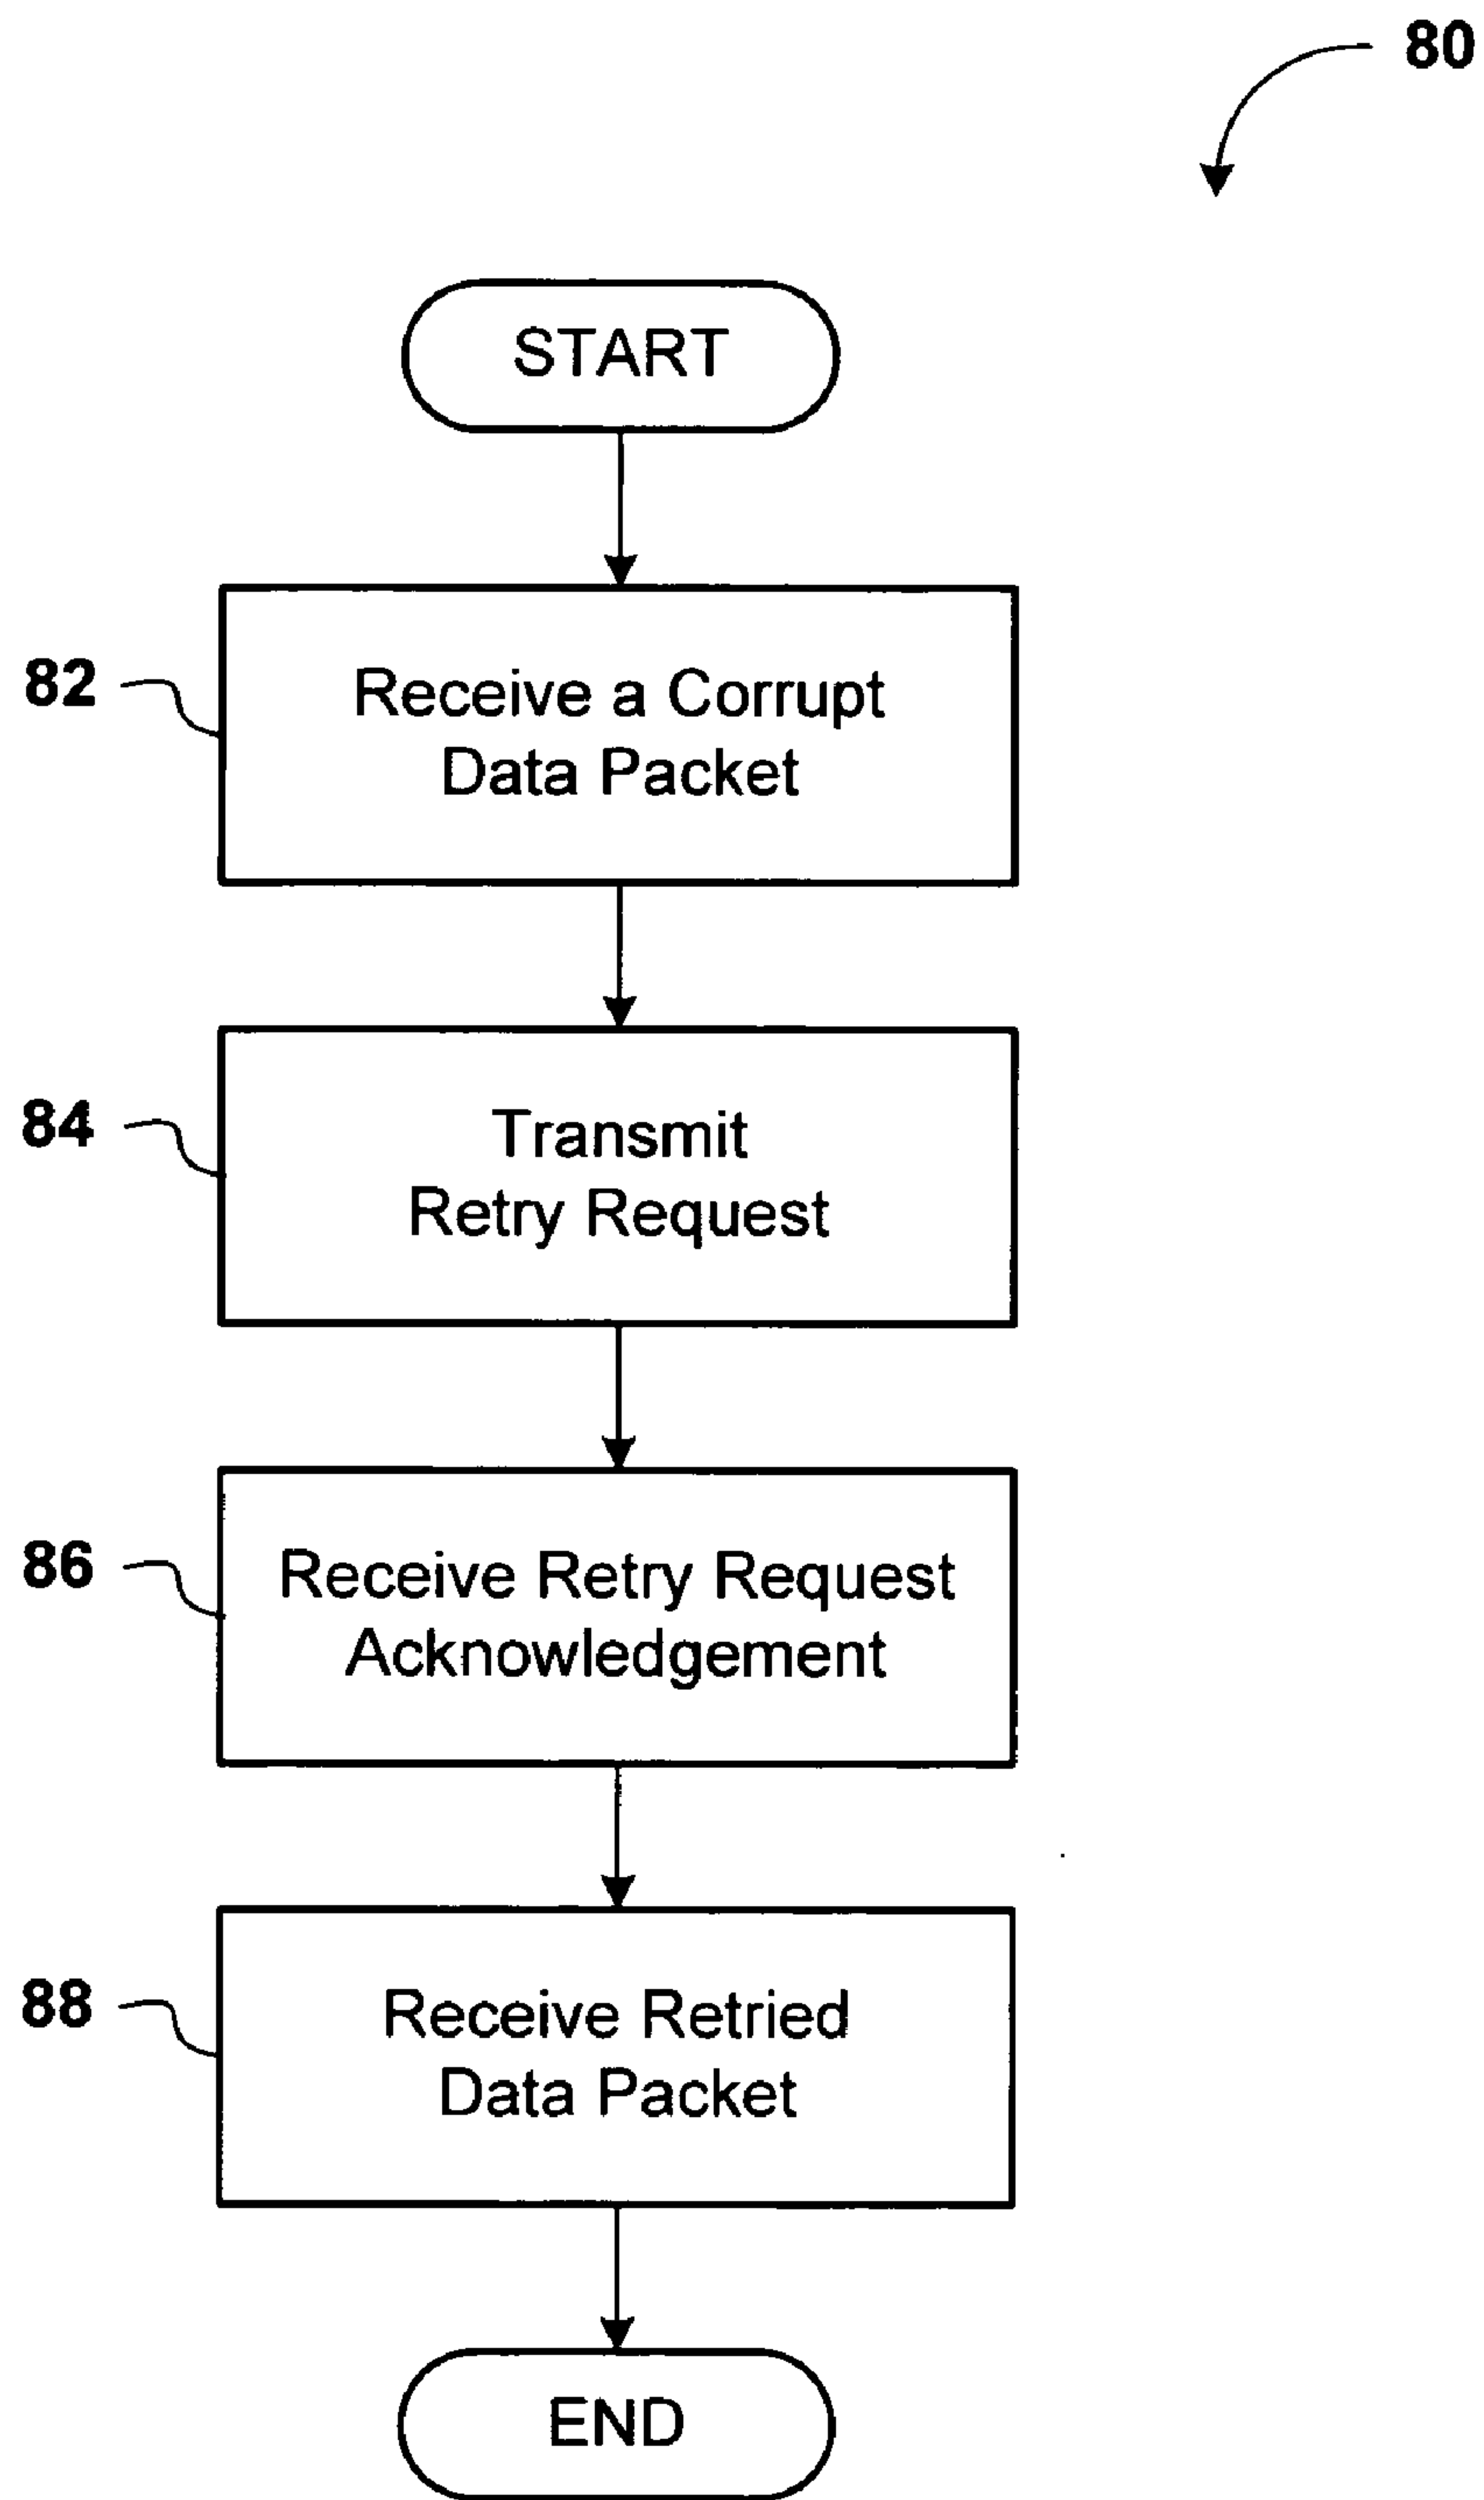 80
START
82
Receive a Corrupt
Data Packet
84
Transmit
Retry Request
86
Receive Retry Request
Acknowledgement
88
Receive Retried
Data Packet
END